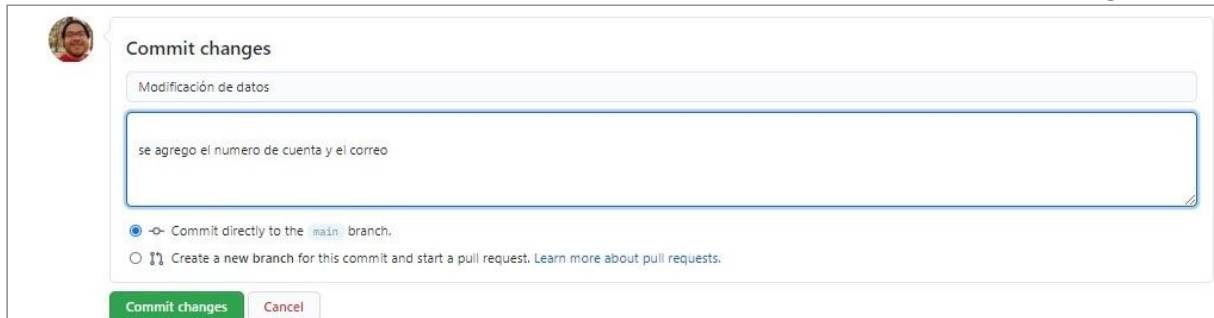 Commit changes
Modificación de datos
se agrego el numero de cuenta y el correo
Commit directly to the main branch.
Create a new branch for this commit and start a pull request. Learn more about pull requests.
Commit changes Cancel